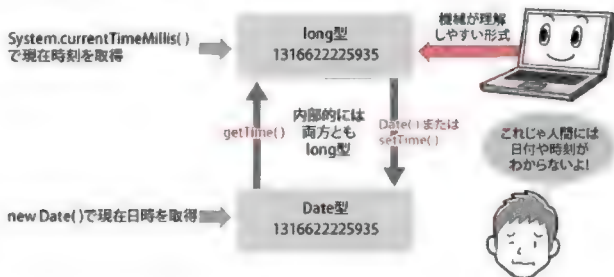 System.currentTimeMillis()
で現在時刻を取得
long型
1316622225935
機械が理解
しやすい形式
getTime()
内部的には
両方とも
long型
Date()または
setTime()
これじゃ人間には
日付や時刻が
わからないよ!
new Date()で現在日時を取得
Date型
1316622225935